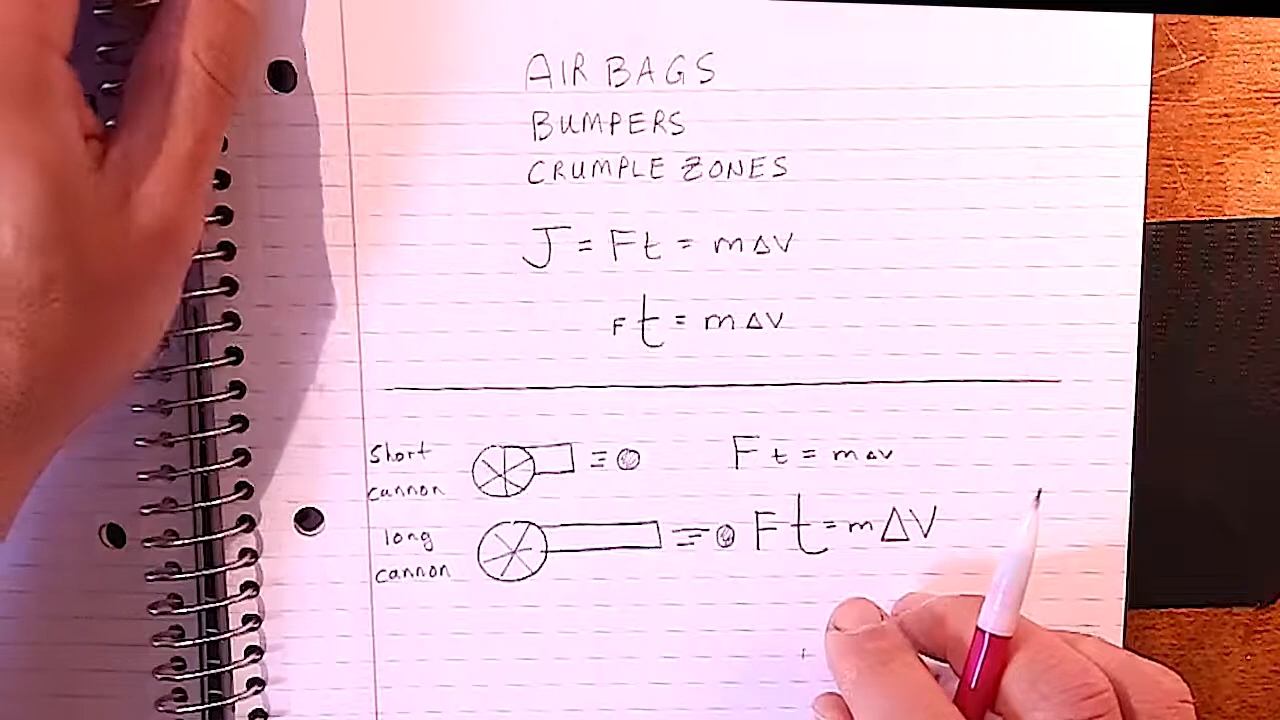 AIR BAGS
BUMPERS
CRUMPLE ZONES
J = Ft = mΔV
Ft = mΔV
Short cannon
Ft = mΔV
long cannon
Ft = mΔV